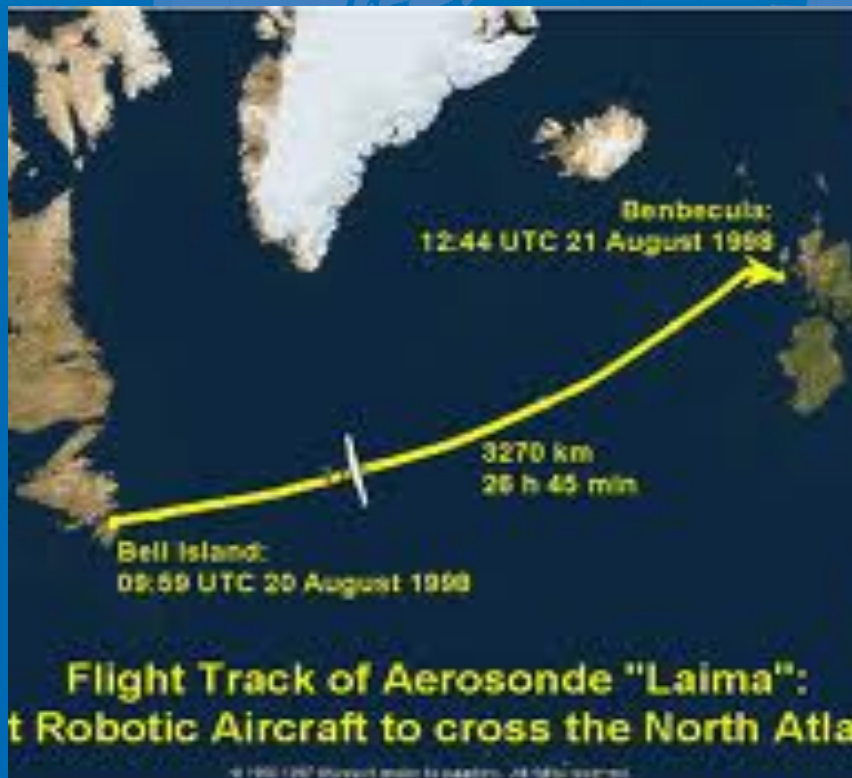 Benbecula:
12:44 UTC 21 August 1998
3270 km
26 h 45 min
Bell Island:
09:59 UTC 20 August 1998
Flight Track of Aerosonde "Laima":
t Robotic Aircraft to cross the North Atla